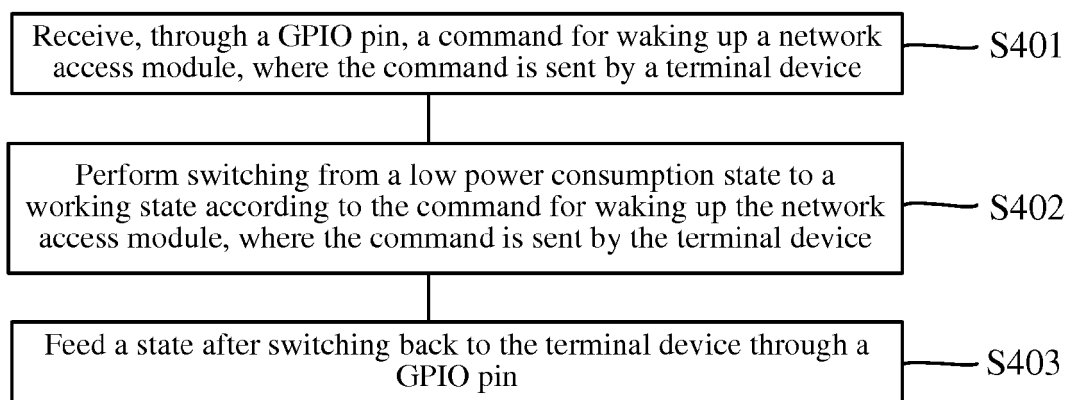 Receive, through a GPIO pin, a command for waking up a network
access module, where the command is sent by a terminal device
S401
Perform switching from a low power consumption state to a
working state according to the command for waking up the network
access module, where the command is sent by the terminal device
S402
Feed a state after switching back to the terminal device through a
GPIO pin
S403